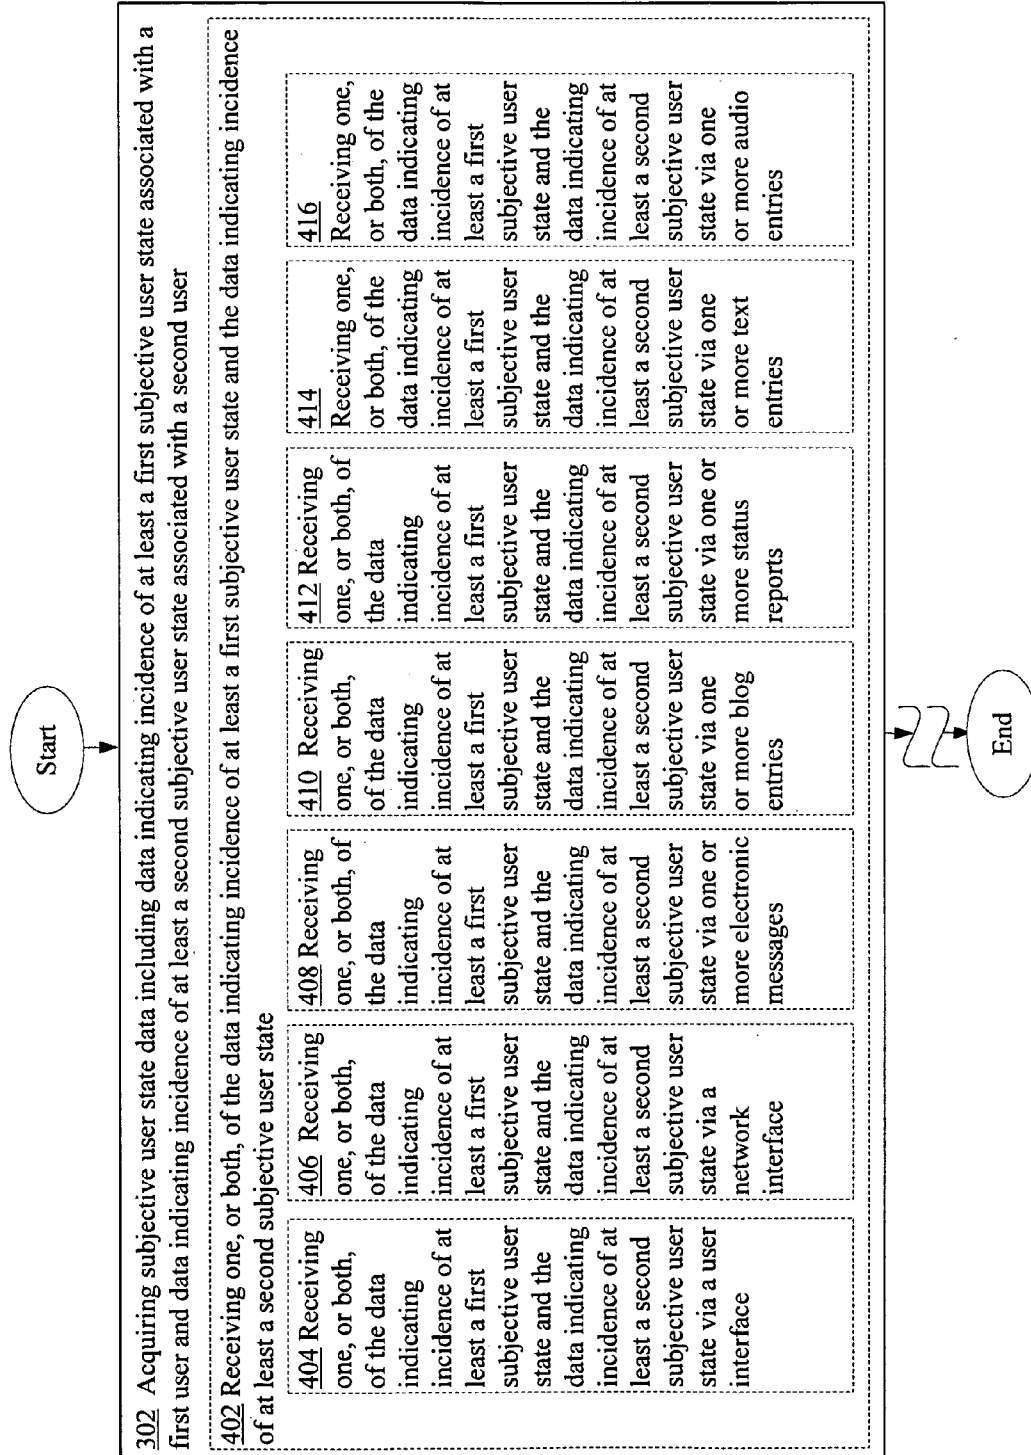 Start
302 Acquiring subjective user state data including data indicating incidence of at least a first subjective user state associated with a
first user and data indicating incidence of at least a second subjective user state associated with a second user
402 Receiving one, or both, of the data indicating incidence of at least a first subjective user state and the data indicating incidence
of at least a second subjective user state
404 Receiving
one, or both,
of the data
indicating
incidence of at
least a first
subjective user
state and the
data indicating
incidence of at
least a second
subjective user
state via a user
interface
406 Receiving
one, or both,
of the data
indicating
incidence of at
least a first
subjective user
state and the
data indicating
incidence of at
least a second
subjective user
state via a
network
interface
408 Receiving
one, or both, of
the data
indicating
incidence of at
least a first
subjective user
state and the
data indicating
incidence of at
least a second
subjective user
state via one or
more electronic
messages
410 Receiving
one, or both,
of the data
indicating
incidence of at
least a first
subjective user
state and the
data indicating
incidence of at
least a second
subjective user
state via one
or more blog
entries
412 Receiving
one, or both, of
the data
indicating
incidence of at
least a first
subjective user
state and the
data indicating
incidence of at
least a second
subjective user
state via one or
more status
reports
414
Receiving one,
or both, of the
data indicating
incidence of at
least a first
subjective user
state and the
data indicating
incidence of at
least a second
subjective user
state via one
or more text
entries
416
Receiving one,
or both, of the
data indicating
incidence of at
least a first
subjective user
state and the
data indicating
incidence of at
least a second
subjective user
state via one
or more audio
entries
End